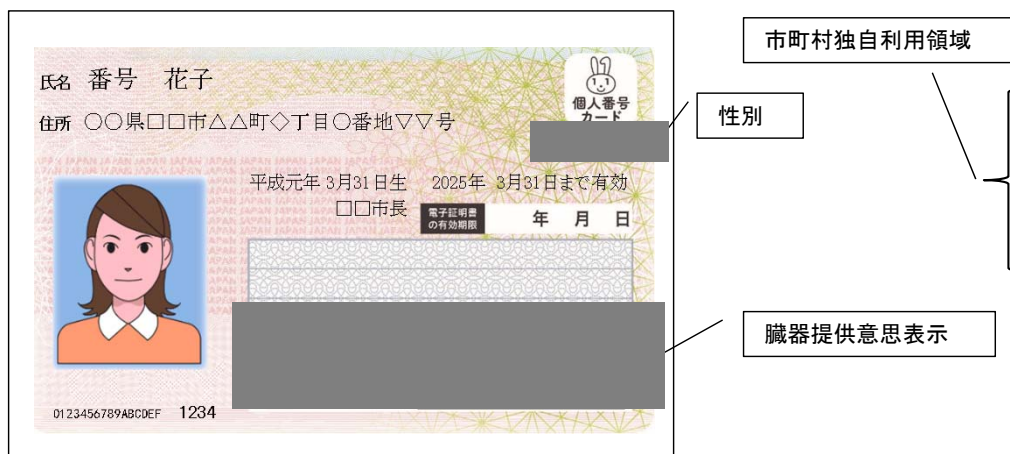 市町村独自利用領域
氏名 番号 花子
個人番号
カード
性別
住所 〇〇県□□市△△町◇丁目〇番地▽▽号
平成元年 3月31日生 2025年 3月31日まで有効
□□市長 電子証明書の有効期限 年 月 日
臓器提供意思表示
0123456789ABCDEF 1234